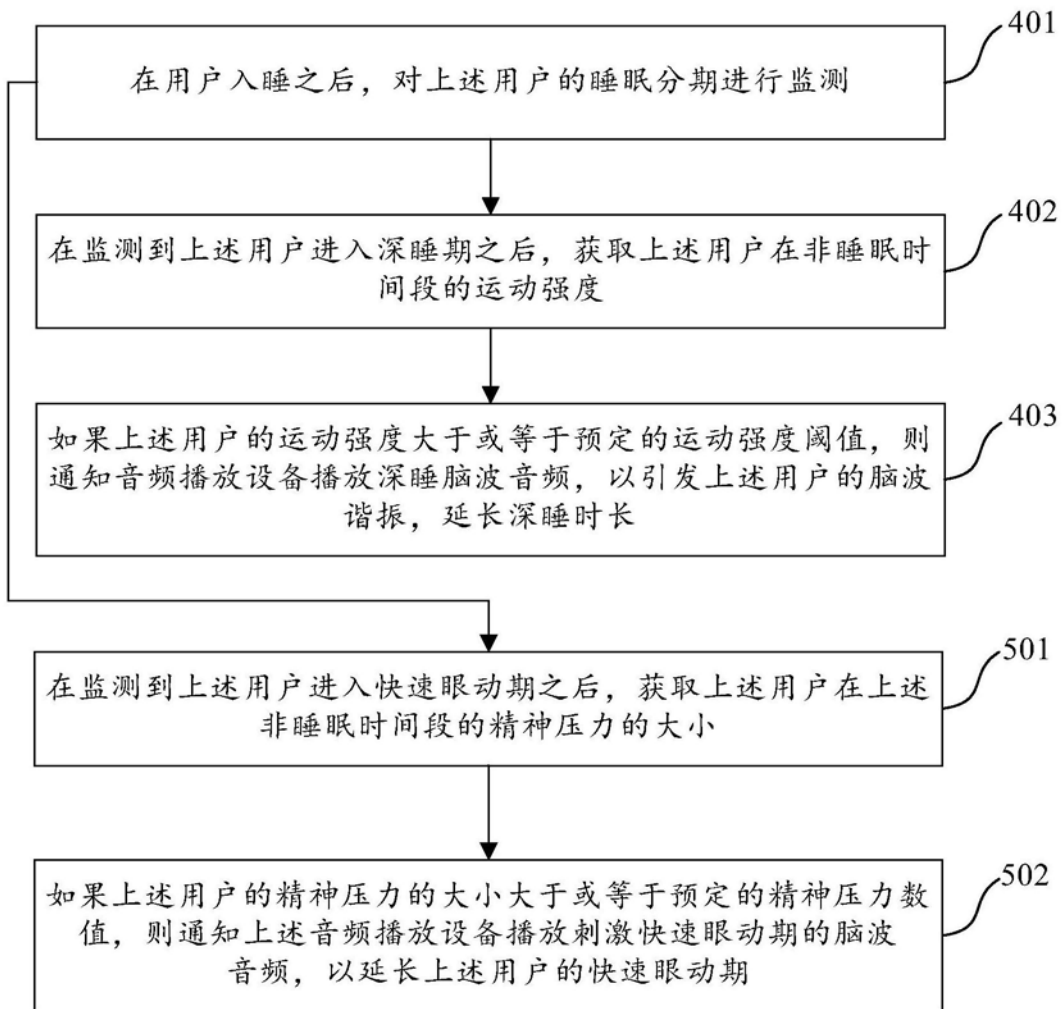 401
在用户入睡之后，对上述用户的睡眠分期进行监测
402
在监测到上述用户进入深睡期之后，获取上述用户在非睡眠时
间段的运动强度
403
如果上述用户的运动强度大于或等于预定的运动强度阈值，则
通知音频播放设备播放深睡脑波音频，以引发上述用户的脑波
谐振，延长深睡时长
501
在监测到上述用户进入快速眼动期之后，获取上述用户在上述
非睡眠时间段的精神压力的大小
502
如果上述用户的精神压力的大小大于或等于预定的精神压力数
值，则通知上述音频播放设备播放刺激快速眼动期的脑波
音频，以延长上述用户的快速眼动期